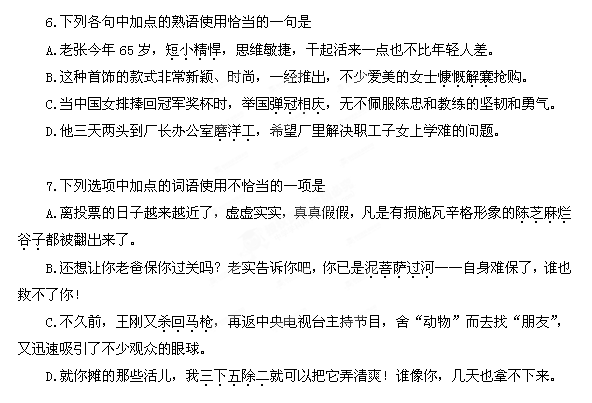 6.下列各句中加点的熟语使用恰当的一句是
A.老张今年65岁，短小精悍，思维敏捷，干起活来一点也不比年轻人差。
B.这种首饰的款式非常新颖、时尚，一经推出，不少爱美的女士慷慨解囊抢购。
C.当中国女排捧回冠军奖杯时，举国弹冠相庆，无不佩服陈忠和教练的坚韧和勇气。
D.他三天两头到厂长办公室磨洋工，希望厂里解决职工子女上学难的问题。
7.下列选项中加点的词语使用不恰当的一项是
A.离投票的日子越来越近了，虚虚实实，真真假假，凡是有损施瓦辛格形象的陈芝麻烂
谷子都被翻出来了。
B.还想让你老爸保你过关吗？老实告诉你吧，你已是泥菩萨过河——自身难保了，谁也
救不了你！
C.不久前，王刚又杀回马枪，再返中央电视台主持节目，舍“动物”而去找“朋友”，
又迅速吸引了不少观众的眼球。
D.就你摊的那些活儿，我三下五除二就可以把它弄清爽！谁像你，几天也拿不下来。